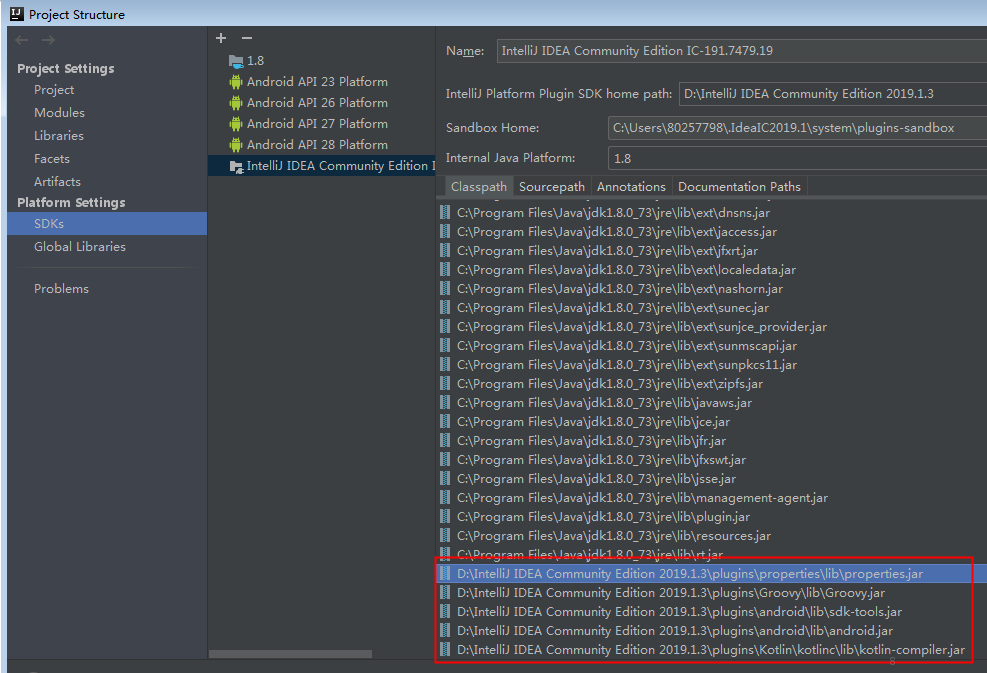 Project Structure
Project Settings
Project
Modules
Libraries
Facets
Artifacts
Platform Settings
SDKs
Global Libraries
Problems
1.8
Android API 23 Platform
Android API 26 Platform
Android API 27 Platform
Android API 28 Platform
IntelliJ IDEA Community Edition I
Name: IntelliJ IDEA Community Edition IC-191.7479.19
IntelliJ Platform Plugin SDK home path: D:\IntelliJ IDEA Community Edition 2019.1.3
Sandbox Home: C:\Users\80257798\.IdeaIC2019.1\system\plugins-sandbox
Internal Java Platform: 1.8
Classpath Sourcepath Annotations Documentation Paths
C:\Program Files\Java\jdk1.8.0_73\jre\lib\ext\dnsns.jar
C:\Program Files\Java\jdk1.8.0_73\jre\lib\ext\jaccess.jar
C:\Program Files\Java\jdk1.8.0_73\jre\lib\ext\jfxrt.jar
C:\Program Files\Java\jdk1.8.0_73\jre\lib\ext\localedata.jar
C:\Program Files\Java\jdk1.8.0_73\jre\lib\ext\nashorn.jar
C:\Program Files\Java\jdk1.8.0_73\jre\lib\ext\sunec.jar
C:\Program Files\Java\jdk1.8.0_73\jre\lib\ext\sunjce_provider.jar
C:\Program Files\Java\jdk1.8.0_73\jre\lib\ext\sunmscapi.jar
C:\Program Files\Java\jdk1.8.0_73\jre\lib\ext\sunpkcs11.jar
C:\Program Files\Java\jdk1.8.0_73\jre\lib\ext\zipfs.jar
C:\Program Files\Java\jdk1.8.0_73\jre\lib\javaws.jar
C:\Program Files\Java\jdk1.8.0_73\jre\lib\jce.jar
C:\Program Files\Java\jdk1.8.0_73\jre\lib\jfr.jar
C:\Program Files\Java\jdk1.8.0_73\jre\lib\jfxswt.jar
C:\Program Files\Java\jdk1.8.0_73\jre\lib\jsse.jar
C:\Program Files\Java\jdk1.8.0_73\jre\lib\management-agent.jar
C:\Program Files\Java\jdk1.8.0_73\jre\lib\plugin.jar
C:\Program Files\Java\jdk1.8.0_73\jre\lib\resources.jar
C:\Program Files\Java\jdk1.8.0_73\jre\lib\rt.jar
D:\IntelliJ IDEA Community Edition 2019.1.3\plugins\properties\lib\properties.jar
D:\IntelliJ IDEA Community Edition 2019.1.3\plugins\Groovy\lib\Groovy.jar
D:\IntelliJ IDEA Community Edition 2019.1.3\plugins\android\lib\sdk-tools.jar
D:\IntelliJ IDEA Community Edition 2019.1.3\plugins\android\lib\android.jar
D:\IntelliJ IDEA Community Edition 2019.1.3\plugins\Kotlin\kotlinc\lib\kotlin-compiler.jar
8